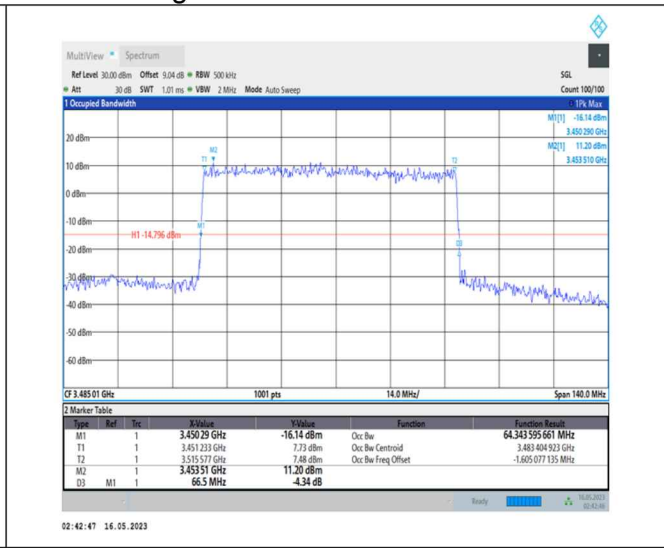 MultiView Spectrum
Ref Level 30.00 dBm Offset 9.04 dB RBW 500 kHz SGL
Att 30 dB SWT 1.01 ms VBW 2 MHz Mode Auto Sweep Count 100/100
1 Occupied Bandwidth 1Pk Max
M1[1] -16.14 dBm
3.450 290 GHz
M2[1] 11.20 dBm
3.453 510 GHz
20 dBm
M2
T1
T2
10 dBm
0 dBm
-10 dBm
M1
H1 -14.796 dBm
D3
-20 dBm
-30 dBm
-40 dBm
-50 dBm
-60 dBm
CF 3.485 01 GHz 1001 pts 14.0 MHz/ Span 140.0 MHz
2 Marker Table
Type Ref Trc X-Value Y-Value Function Function Result
M1 1 3.450 29 GHz -16.14 dBm Occ Bw 64.343 595 661 MHz
T1 1 3.451 233 GHz 7.73 dBm Occ Bw Centroid 3.483 404 923 GHz
T2 1 3.515 577 GHz 7.48 dBm Occ Bw Freq Offset -1.605 077 135 MHz
M2 1 3.453 51 GHz 11.20 dBm
D3 M1 1 66.5 MHz -4.34 dB
Ready 16.05.2023
02:42:48
02:42:47 16.05.2023